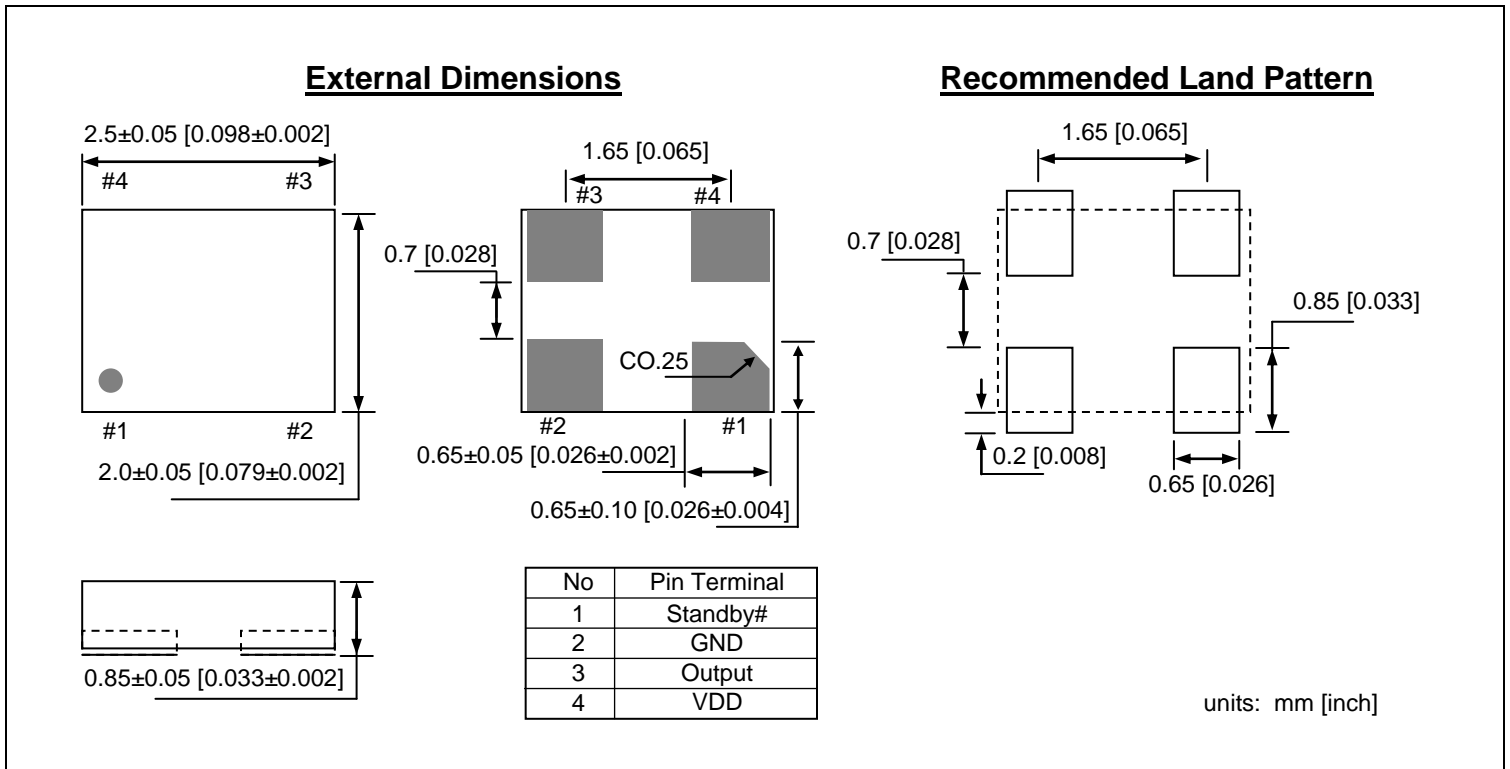 External Dimensions
2.5±0.05 [0.098±0.002]
#4 #3
#1 #2
2.0±0.05 [0.079±0.002]
1.65 [0.065]
#3 #4
0.7 [0.028]
CO.25
#2 #1
0.65±0.05 [0.026±0.002]
0.65±0.10 [0.026±0.004]
Recommended Land Pattern
1.65 [0.065]
0.7 [0.028]
0.85 [0.033]
0.2 [0.008]
0.65 [0.026]
0.85±0.05 [0.033±0.002]
No Pin Terminal
1 Standby#
2 GND
3 Output
4 VDD
units: mm [inch]